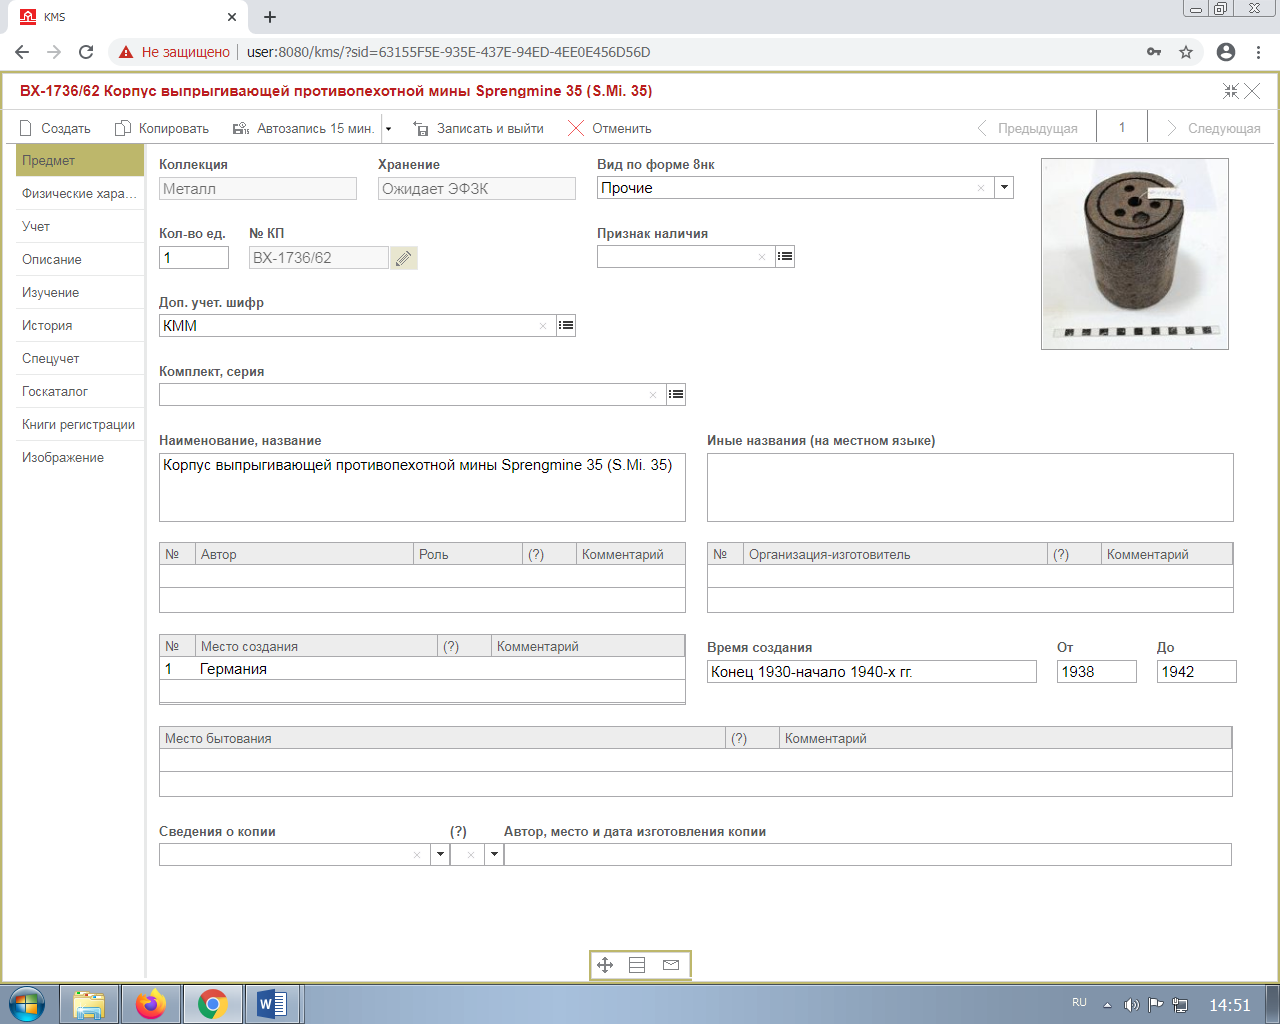 KMS
Не защищено user:8080/kms/?sid=63155F5E-935E-437E-94ED-4EE0E456D56D
ВХ-1736/62 Корпус выпрыгивающей противопехотной мины Sprengmine 35 (S.Mi. 35)
Создать Копировать Автозапись 15 мин. Записать и выйти Отменить Предыдущая 1 Следующая
Предмет
Физические хара...
Учет
Описание
Изучение
История
Спецучет
Госкаталог
Книги регистрации
Изображение
Коллекция Хранение Вид по форме 8нк
Металл Ожидает ЭФЗК Прочие
Кол-во ед. № КП Признак наличия
1 ВХ-1736/62
Доп. учет. шифр
КММ
Комплект, серия
Наименование, название Иные названия (на местном языке)
Корпус выпрыгивающей противопехотной мины Sprengmine 35 (S.Mi. 35)
№ Автор Роль (?) Комментарий № Организация-изготовитель (?) Комментарий
№ Место создания (?) Комментарий Время создания От До
1 Германия Конец 1930-начало 1940-х гг. 1938 1942
Место бытования (?) Комментарий
Сведения о копии (?) Автор, место и дата изготовления копии
RU 14:51